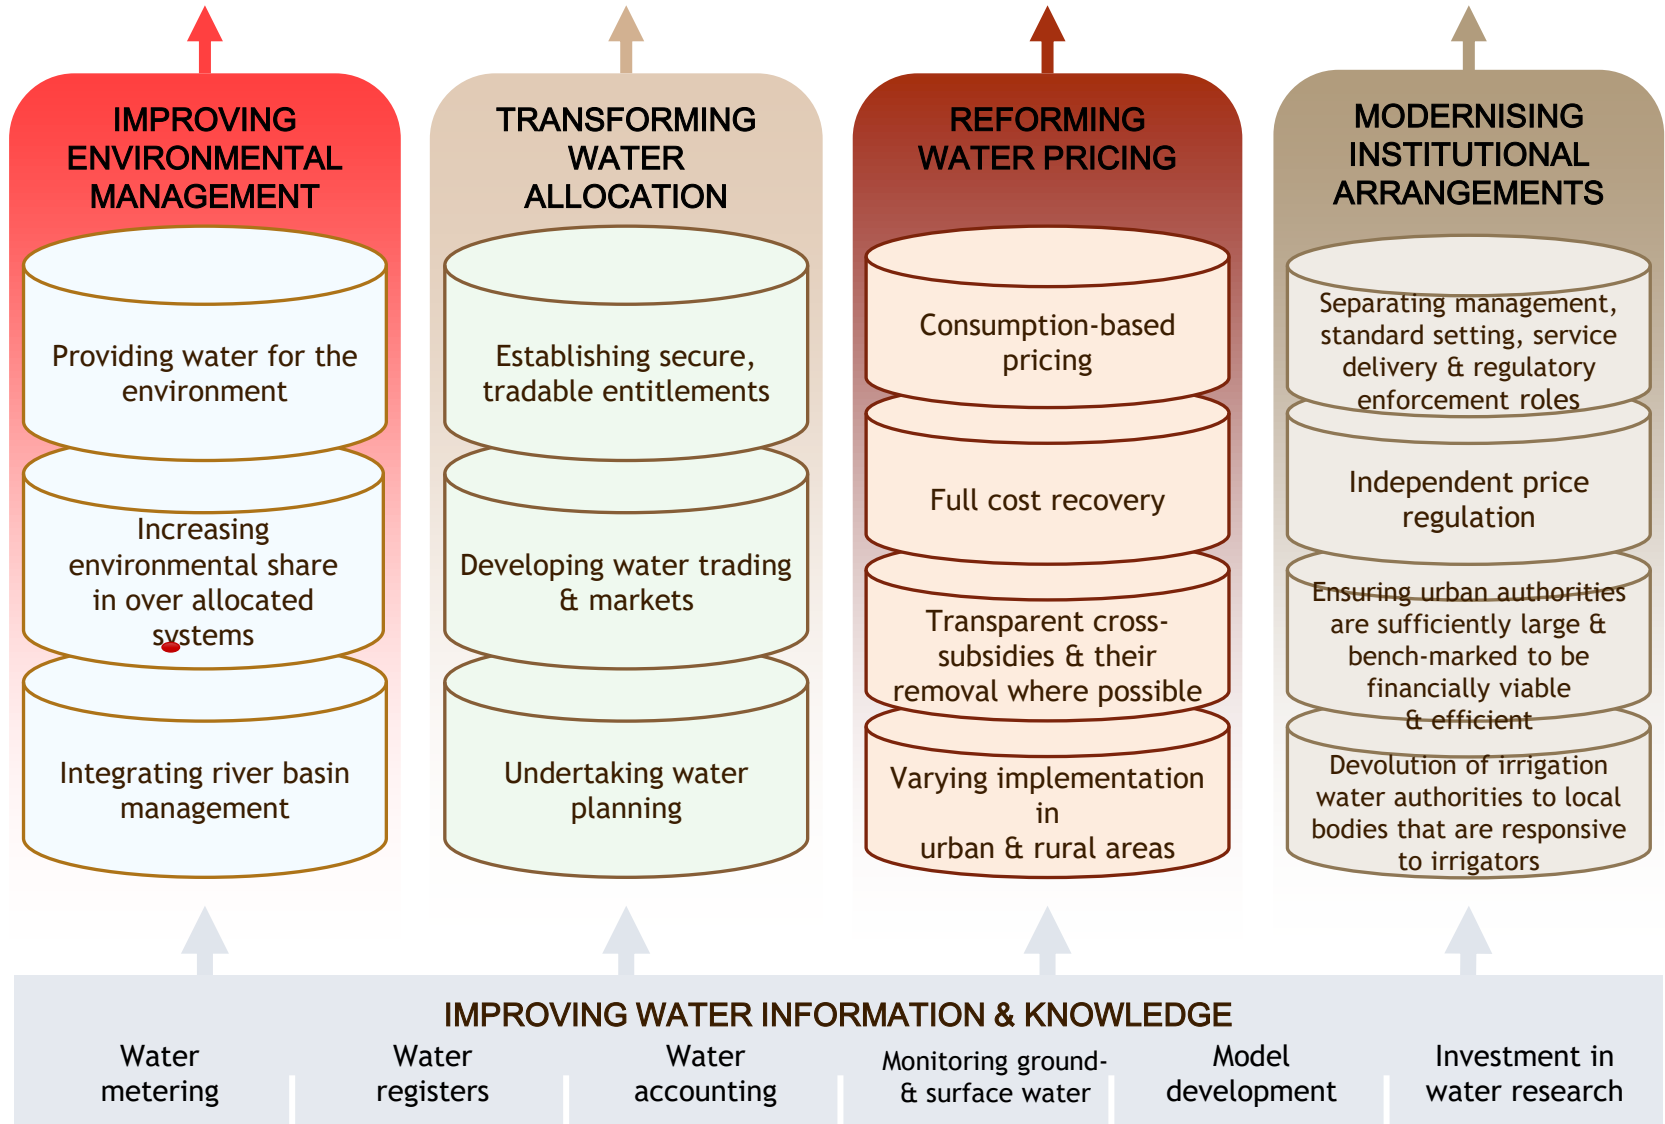 IMPROVING
ENVIRONMENTAL
MANAGEMENT
Providing water for the
environment
Increasing
environmental share
in over allocated
systems
Integrating river basin
management
TRANSFORMING
WATER
ALLOCATION
Establishing secure,
tradable entitlements
Developing water trading
& markets
Undertaking water
planning
REFORMING
WATER PRICING
Consumption-based
pricing
Full cost recovery
Transparent cross-
subsidies & their
removal where possible
Varying implementation
in
urban & rural areas
MODERNISING
INSTITUTIONAL
ARRANGEMENTS
Separating management,
standard setting, service
delivery & regulatory
enforcement roles
Independent price
regulation
Ensuring urban authorities
are sufficiently large &
bench-marked to be
financially viable
& efficient
Devolution of irrigation
water authorities to local
bodies that are responsive
to irrigators
IMPROVING WATER INFORMATION & KNOWLEDGE
Water
metering
Water
registers
Water
accounting
Monitoring ground-
& surface water
Model
development
Investment in
water research